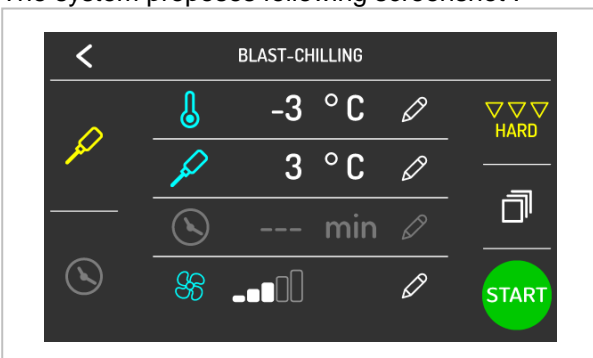 The system proposes following screenshot :
BLAST-CHILLING
-3 °C
HARD
3 °C
--- min
START